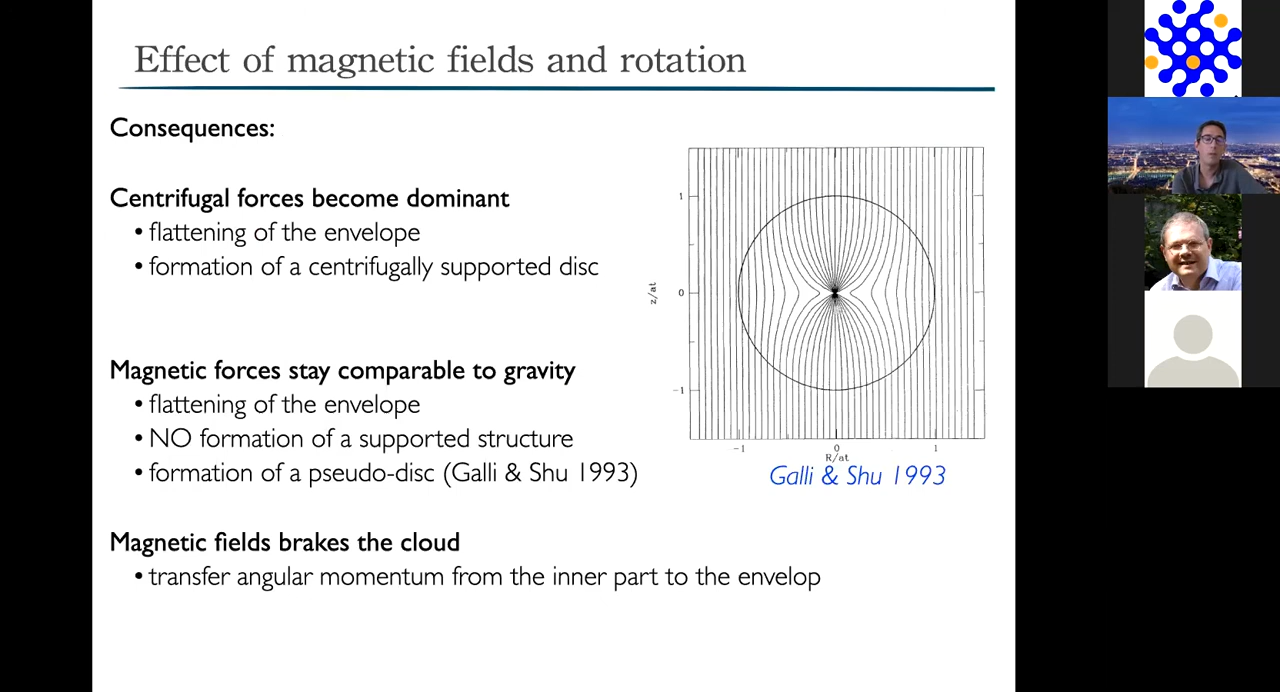 Effect of magnetic fields and rotation
Consequences:
Centrifugal forces become dominant
• flattening of the envelope
• formation of a centrifugally supported disc
Magnetic forces stay comparable to gravity
• flattening of the envelope
• NO formation of a supported structure
• formation of a pseudo-disc (Galli & Shu 1993)
Magnetic fields brakes the cloud
• transfer angular momentum from the inner part to the envelop
z/at
1
0
−1
−1
0
1
R/at
Galli & Shu 1993